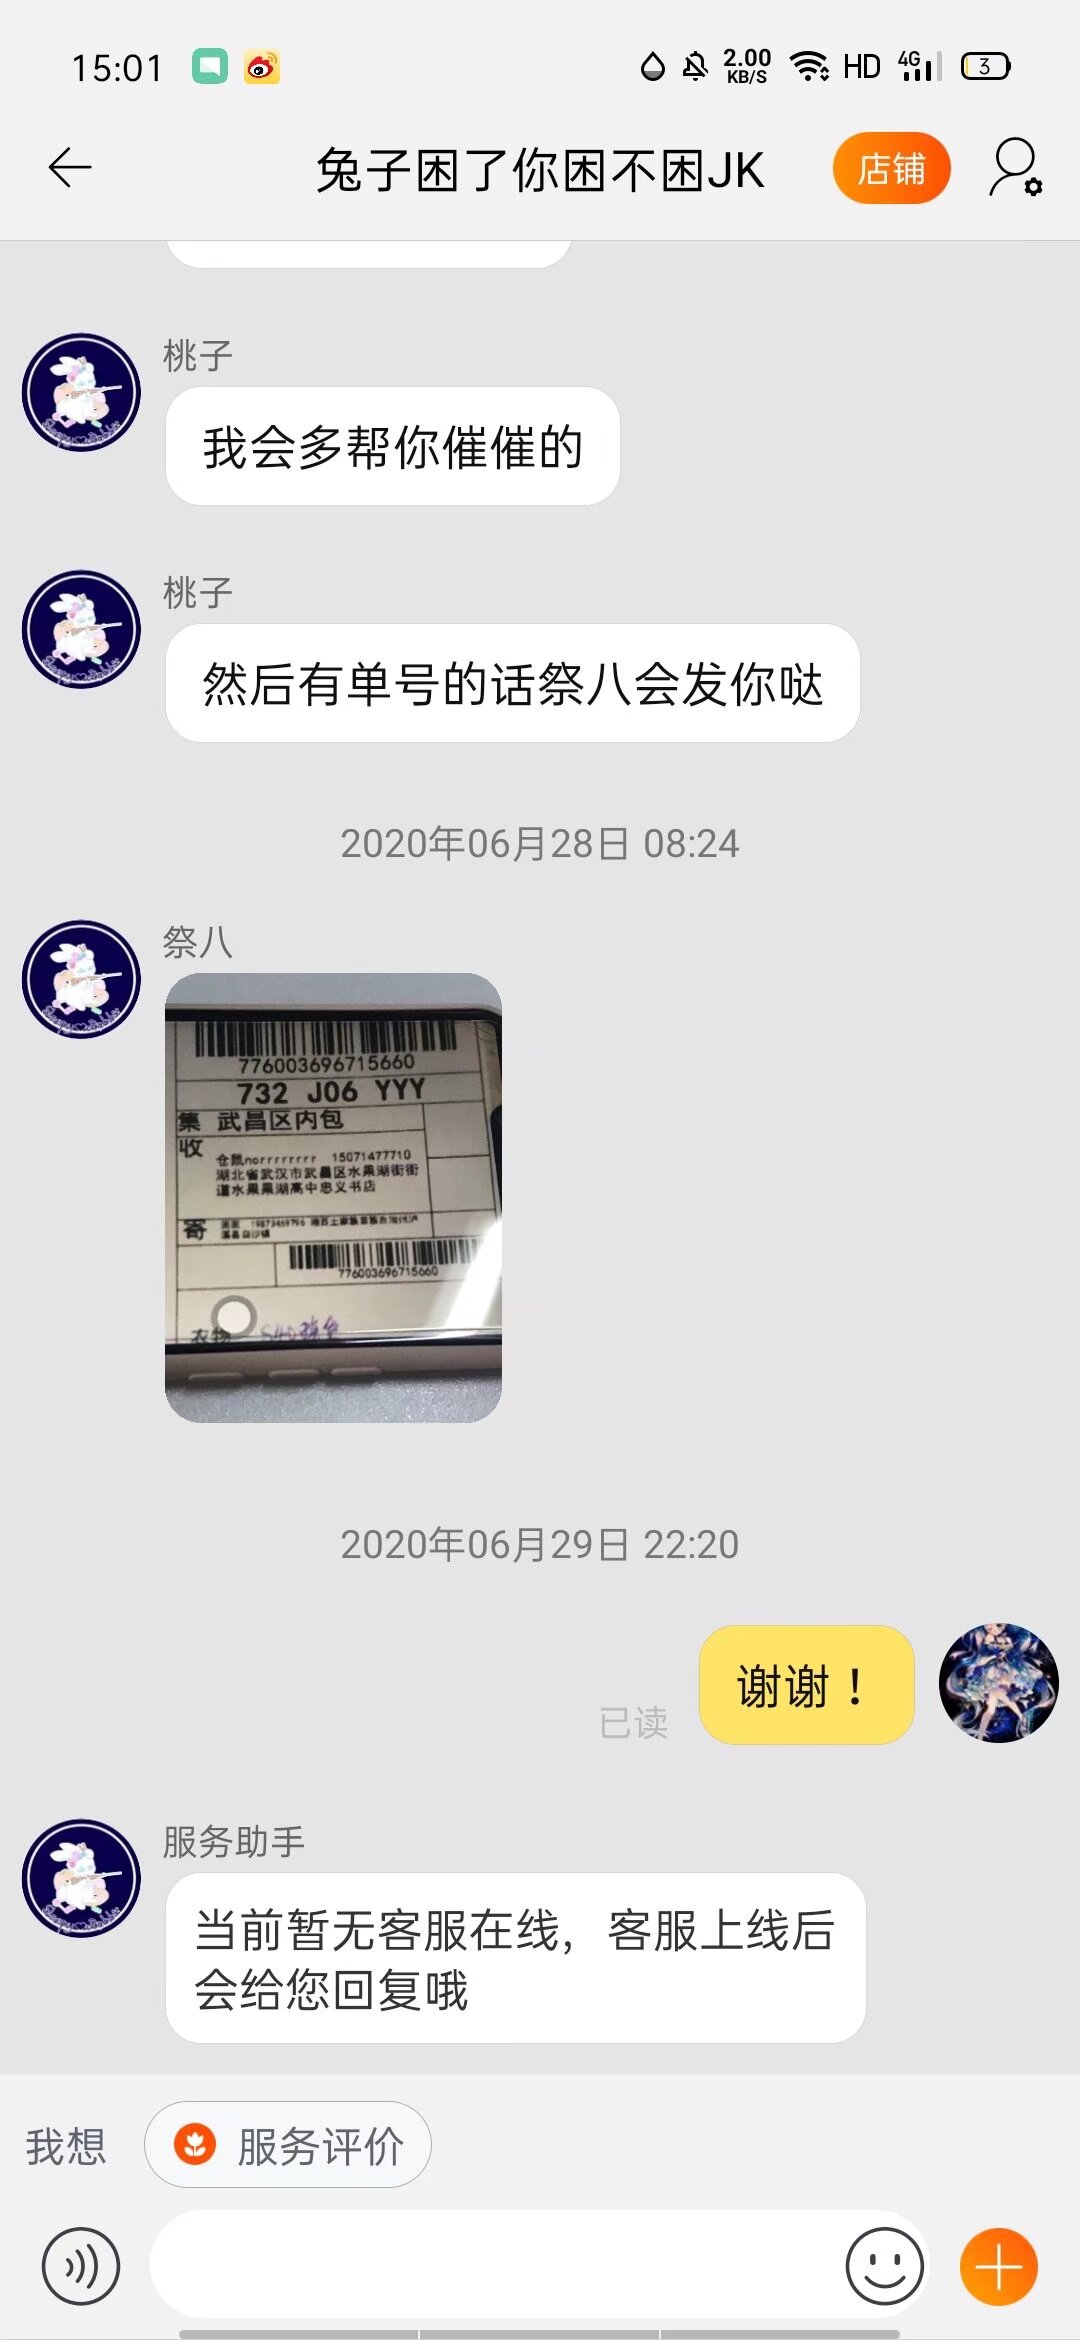 15:01
2.00
KB/S
HD
4G
3
兔子困了你困不困JK
店铺
桃子
我会多帮你催催的
桃子
然后有单号的话祭八会发你哒
2020年06月28日 08:24
祭八
776003696715660
732 J06 YYY
集 武昌区内包
收
仓鼠norrrrrrrr 15071477710
湖北省武汉市武昌区水果湖街街
道水果果湖高中忠义书店
寄
776003696715660
衣物
2020年06月29日 22:20
谢谢！
已读
服务助手
当前暂无客服在线，客服上线后
会给您回复哦
我想
服务评价